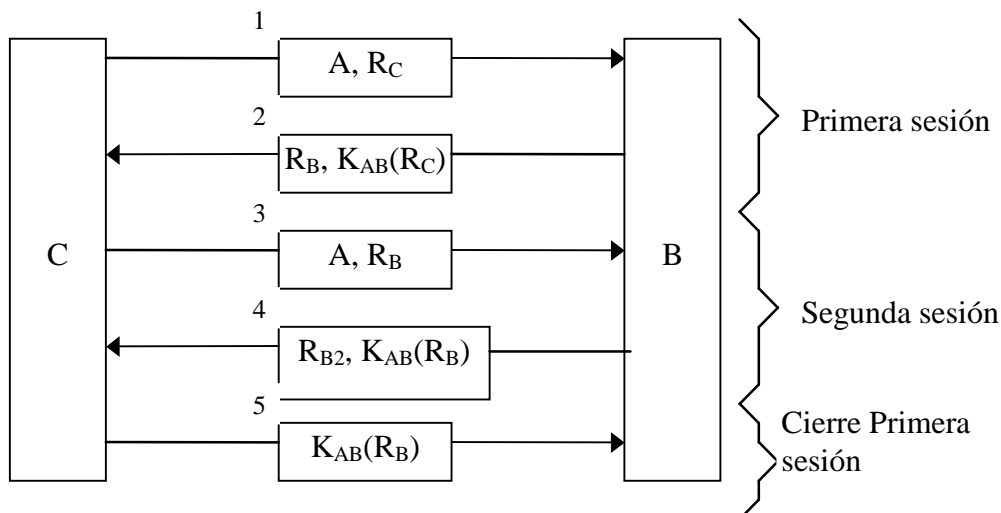 1
A, R_C
2
R_B, K_AB(R_C)
Primera sesión
3
C
A, R_B
B
4
R_B2, K_AB(R_B)
Segunda sesión
5
K_AB(R_B)
Cierre Primera
sesión